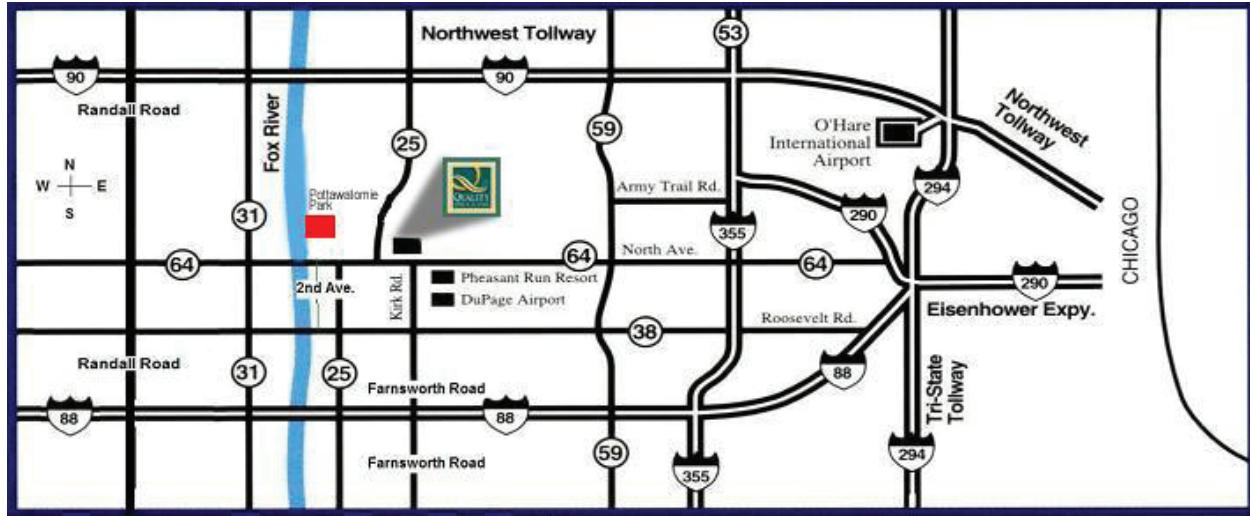 53
Northwest Tollway
90
90
Randall Road
Fox River
25
59
O'Hare
International
Airport
Northwest
Tollway
N
W E
S
Pottawalomie
Park
QUALITY
Army Trail Rd.
294
290
31
355
CHICAGO
64
64
North Ave.
64
2nd Ave.
Kirk Rd.
Pheasant Run Resort
DuPage Airport
290
Eisenhower Expy.
38
Roosevelt Rd.
Randall Road
31
25
Farnsworth Road
88
88
88
Tri-State
Tollway
59
Farnsworth Road
294
355